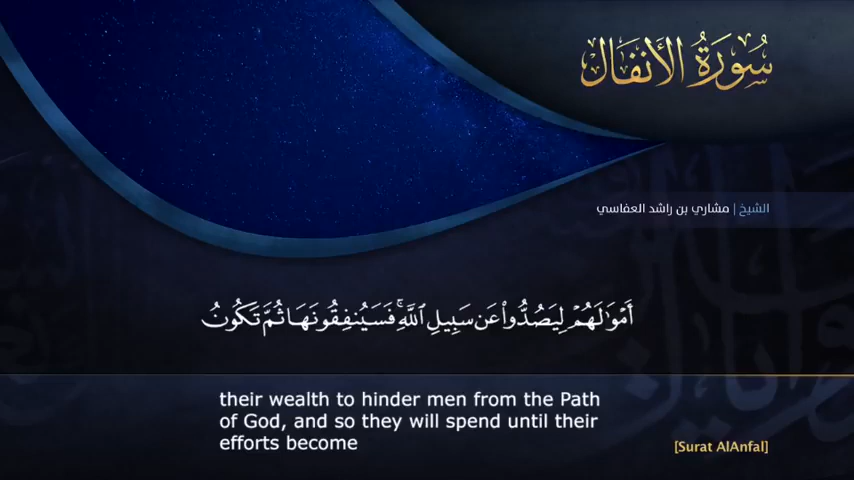 سُورَةُ الأَنفَال
الشيخ | مشاري بن راشد العفاسي
أَمْوَٰلَهُمْ لِيَصُدُّوا۟ عَن سَبِيلِ ٱللَّهِ ۚ فَسَيُنفِقُونَهَا ثُمَّ تَكُونُ
their wealth to hinder men from the Path
of God, and so they will spend until their
efforts become
[Surat AlAnfal]